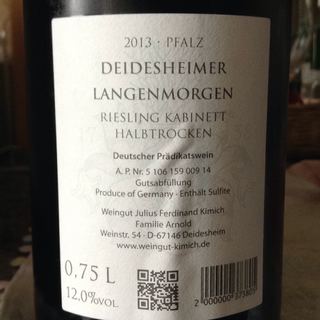 2013 · PFALZ
DEIDESHEIMER
LANGENMORGEN
RIESLING KABINETT
HALBTROCKEN
Deutscher Prädikatswein
A. P. Nr. 5 106 159 009 14
Gutsabfüllung
Produce of Germany · Enthält Sulfite
Weingut Julius Ferdinand Kimich
Familie Arnold
Weinstr. 54 · D-67146 Deidesheim
www.weingut-kimich.de
0.75 L
12.0%VOL